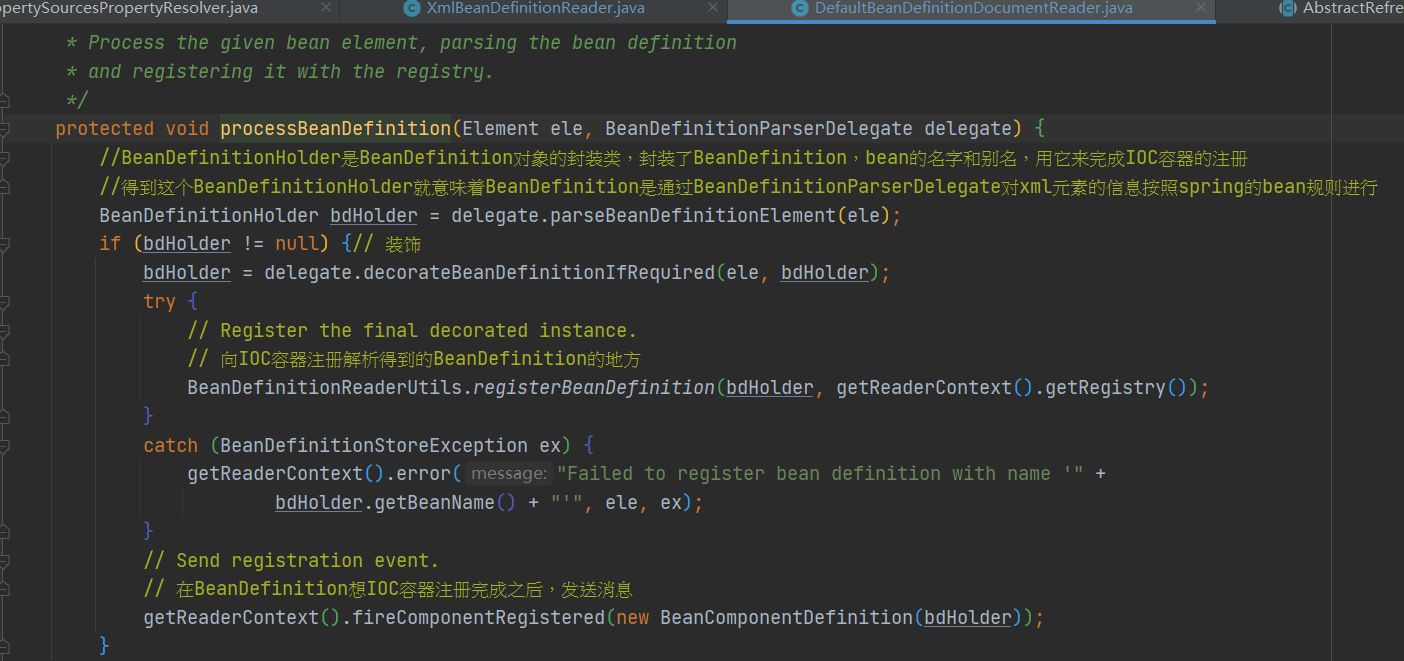 pertySourcesPropertyResolver.java × XmlBeanDefinitionReader.java × DefaultBeanDefinitionDocumentReader.java × AbstractRefre
* Process the given bean element, parsing the bean definition
* and registering it with the registry.
*/
protected void processBeanDefinition(Element ele, BeanDefinitionParserDelegate delegate) {
//BeanDefinitionHolder是BeanDefinition对象的封装类，封装了BeanDefinition，bean的名字和别名，用它来完成IOC容器的注册
//得到这个BeanDefinitionHolder就意味着BeanDefinition是通过BeanDefinitionParserDelegate对xml元素的信息按照spring的bean规则进行
BeanDefinitionHolder bdHolder = delegate.parseBeanDefinitionElement(ele);
if (bdHolder != null) {// 装饰
bdHolder = delegate.decorateBeanDefinitionIfRequired(ele, bdHolder);
try {
// Register the final decorated instance.
// 向IOC容器注册解析得到的BeanDefinition的地方
BeanDefinitionReaderUtils.registerBeanDefinition(bdHolder, getReaderContext().getRegistry());
}
catch (BeanDefinitionStoreException ex) {
getReaderContext().error( message: "Failed to register bean definition with name '" +
bdHolder.getBeanName() + "'", ele, ex);
}
// Send registration event.
// 在BeanDefinition想IOC容器注册完成之后，发送消息
getReaderContext().fireComponentRegistered(new BeanComponentDefinition(bdHolder));
}